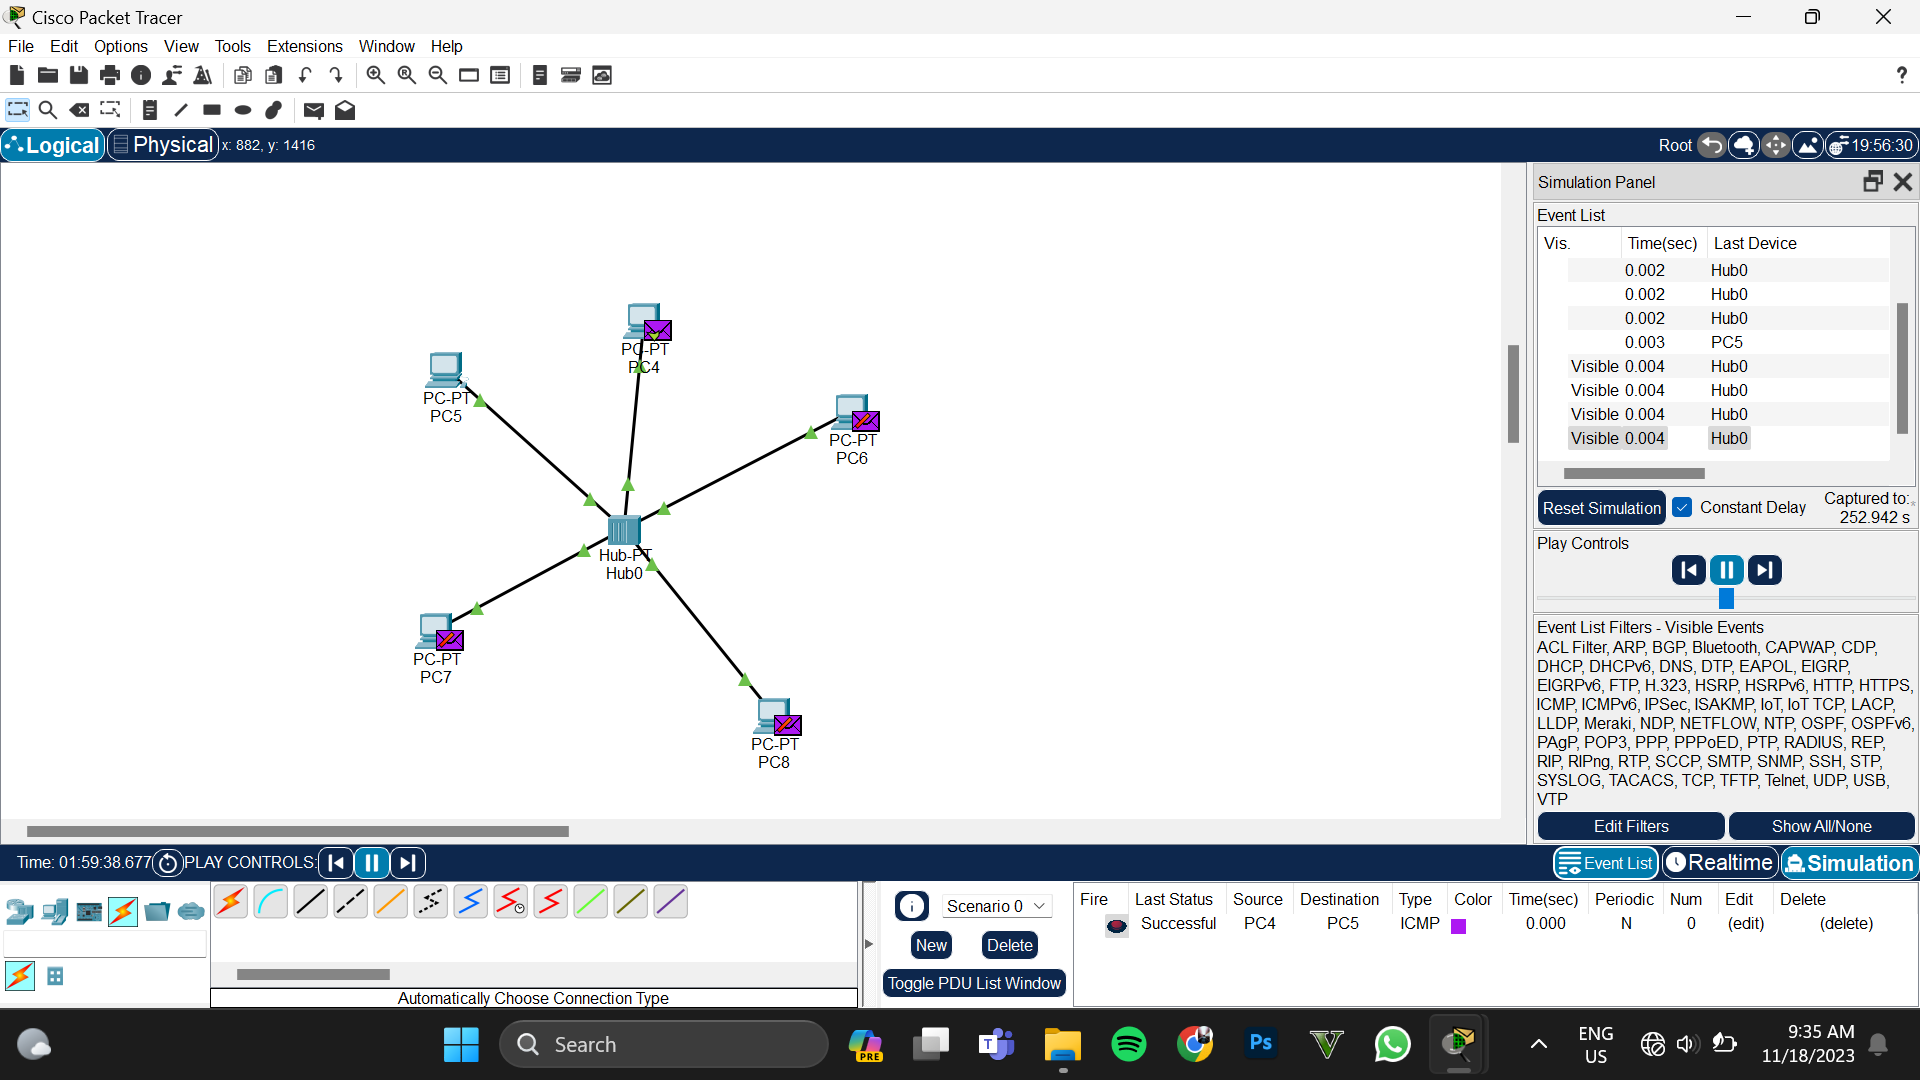 Cisco Packet Tracer
File Edit Options View Tools Extensions Window Help
?
Logical Physical x: 882, y: 1416 Root 19:56:30
Simulation Panel
Event List
Vis. Time(sec) Last Device
0.002 Hub0
0.002 Hub0
0.002 Hub0
0.003 PC5
Visible 0.004 Hub0
Visible 0.004 Hub0
Visible 0.004 Hub0
Visible 0.004 Hub0
Reset Simulation Constant Delay Captured to:
252.942 s
Play Controls
Event List Filters - Visible Events
ACL Filter, ARP, BGP, Bluetooth, CAPWAP, CDP,
DHCP, DHCPv6, DNS, DTP, EAPOL, EIGRP,
EIGRPv6, FTP, H.323, HSRP, HSRPv6, HTTP, HTTPS,
ICMP, ICMPv6, IPSec, ISAKMP, IoT, IoT TCP, LACP,
LLDP, Meraki, NDP, NETFLOW, NTP, OSPF, OSPFv6,
PAgP, POP3, PPP, PPPoED, PTP, RADIUS, REP,
RIP, RIPng, RTP, SCCP, SMTP, SNMP, SSH, STP,
SYSLOG, TACACS, TCP, TFTP, Telnet, UDP, USB,
VTP
Edit Filters Show All/None
PC-PT
PC4
PC-PT
PC5
PC-PT
PC6
Hub-PT
Hub0
PC-PT
PC7
PC-PT
PC8
Time: 01:59:38.677 PLAY CONTROLS: Event List Realtime Simulation
Scenario 0
New Delete
Toggle PDU List Window
Fire Last Status Source Destination Type Color Time(sec) Periodic Num Edit Delete
Successful PC4 PC5 ICMP 0.000 N 0 (edit) (delete)
Automatically Choose Connection Type
Search PRE T Ps V ENG
US
9:35 AM
11/18/2023